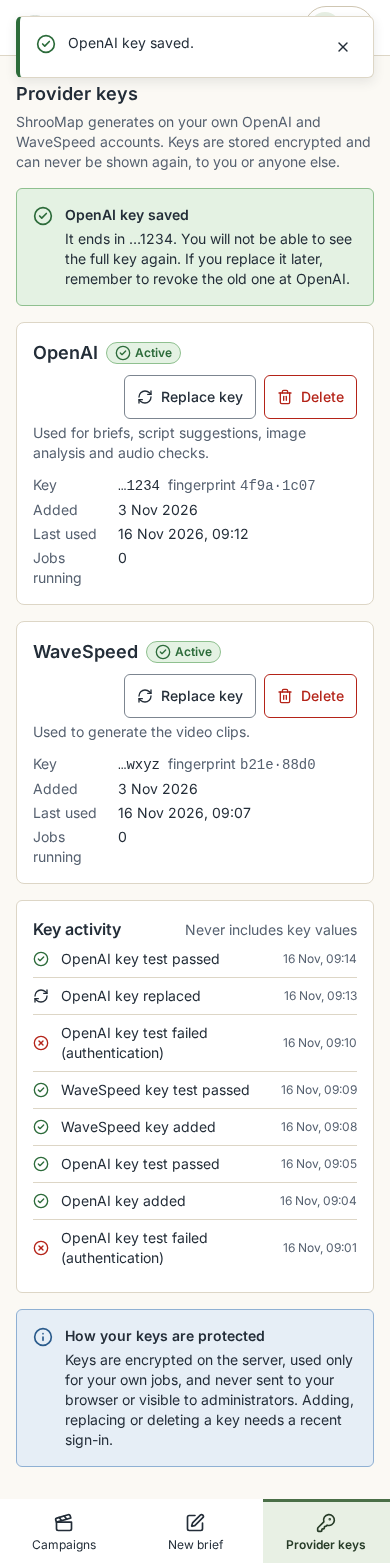 OpenAI key saved.
Provider keys
ShrooMap generates on your own OpenAI and
WaveSpeed accounts. Keys are stored encrypted and
can never be shown again, to you or anyone else.
OpenAI key saved
It ends in …1234. You will not be able to see
the full key again. If you replace it later,
remember to revoke the old one at OpenAI.
OpenAI Active
Replace key Delete
Used for briefs, script suggestions, image
analysis and audio checks.
Key …1234 fingerprint 4f9a·1c07
Added 3 Nov 2026
Last used 16 Nov 2026, 09:12
Jobs running 0
WaveSpeed Active
Replace key Delete
Used to generate the video clips.
Key …wxyz fingerprint b21e·88d0
Added 3 Nov 2026
Last used 16 Nov 2026, 09:07
Jobs running 0
Key activity Never includes key values
OpenAI key test passed 16 Nov, 09:14
OpenAI key replaced 16 Nov, 09:13
OpenAI key test failed
(authentication) 16 Nov, 09:10
WaveSpeed key test passed 16 Nov, 09:09
WaveSpeed key added 16 Nov, 09:08
OpenAI key test passed 16 Nov, 09:05
OpenAI key added 16 Nov, 09:04
OpenAI key test failed
(authentication) 16 Nov, 09:01
How your keys are protected
Keys are encrypted on the server, used only
for your own jobs, and never sent to your
browser or visible to administrators. Adding,
replacing or deleting a key needs a recent
sign-in.
Campaigns New brief Provider keys